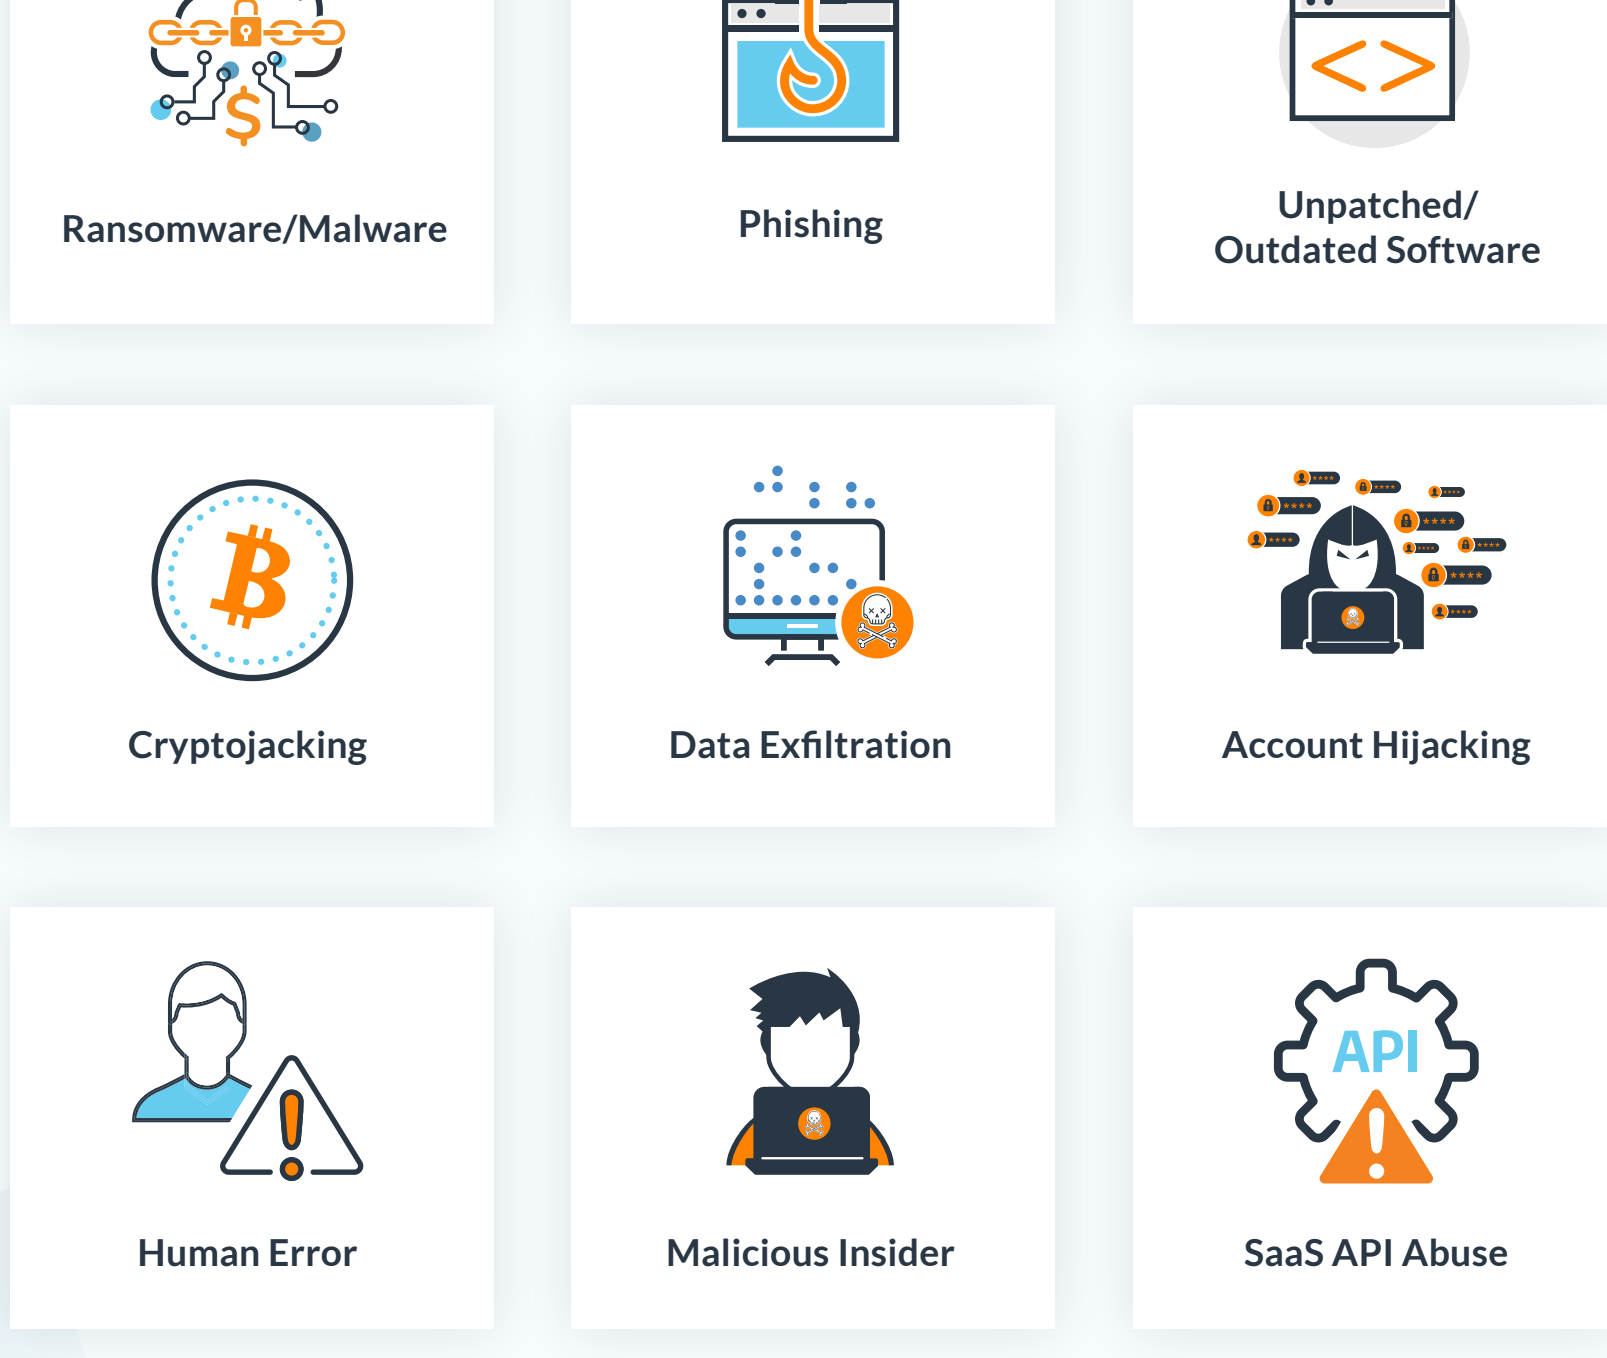 Ransomware/Malware
Phishing
Unpatched/
Outdated Software
Cryptojacking
Data Exfiltration
****
****
****
****
****
****
****
****
****
****
Account Hijacking
Human Error
Malicious Insider
API
SaaS API Abuse